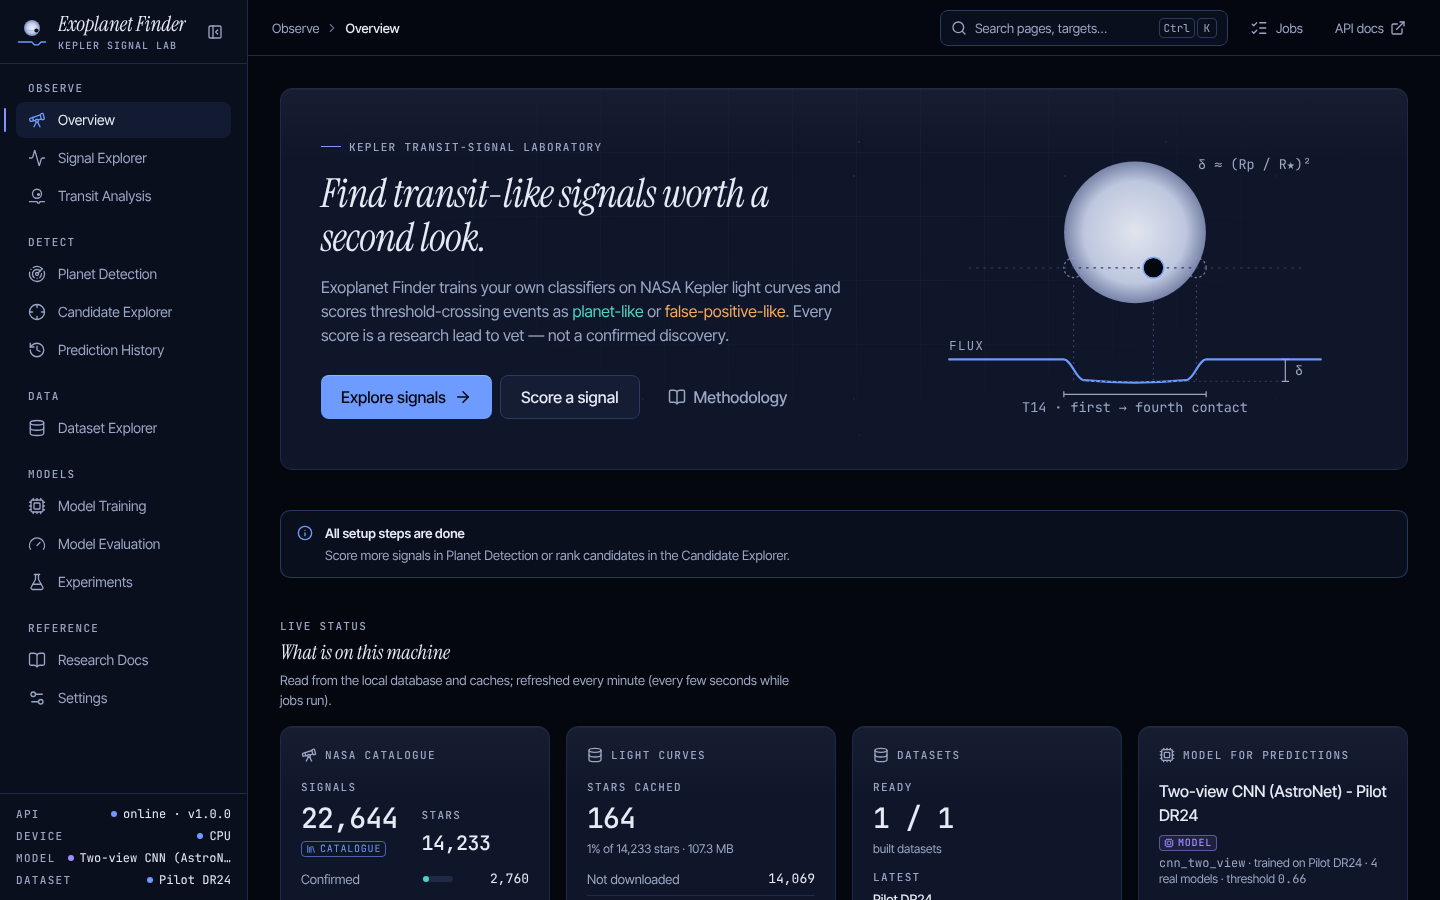 Exoplanet Finder
KEPLER SIGNAL LAB
OBSERVE
Overview
Signal Explorer
Transit Analysis
DETECT
Planet Detection
Candidate Explorer
Prediction History
DATA
Dataset Explorer
MODELS
Model Training
Model Evaluation
Experiments
REFERENCE
Research Docs
Settings
API online · v1.0.0
DEVICE CPU
MODEL Two-view CNN (AstroN…
DATASET Pilot DR24
Observe > Overview
Search pages, targets... Ctrl K
Jobs
API docs
KEPLER TRANSIT-SIGNAL LABORATORY
Find transit-like signals worth a
second look.
Exoplanet Finder trains your own classifiers on NASA Kepler light curves and
scores threshold-crossing events as planet-like or false-positive-like. Every
score is a research lead to vet — not a confirmed discovery.
Explore signals →
Score a signal
Methodology
δ ≈ (Rp / R★)²
FLUX
δ
T14 · first → fourth contact
All setup steps are done
Score more signals in Planet Detection or rank candidates in the Candidate Explorer.
LIVE STATUS
What is on this machine
Read from the local database and caches; refreshed every minute (every few seconds while
jobs run).
NASA CATALOGUE
SIGNALS
22,644
CATALOGUE
STARS
14,233
Confirmed 2,760
LIGHT CURVES
STARS CACHED
164
1% of 14,233 stars · 107.3 MB
Not downloaded 14,069
DATASETS
READY
1 / 1
built datasets
LATEST
Pilot DR24
MODEL FOR PREDICTIONS
Two-view CNN (AstroNet) - Pilot
DR24
MODEL
cnn_two_view · trained on Pilot DR24 · 4
real models · threshold 0.66